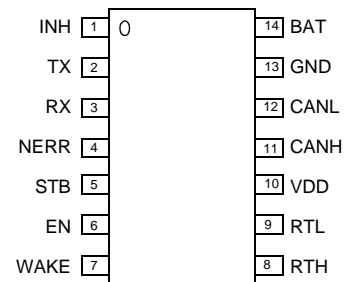 INH 1 14 BAT
TX 2 13 GND
RX 3 12 CANL
NERR 4 11 CANH
STB 5 10 VDD
EN 6 9 RTL
WAKE 7 8 RTH